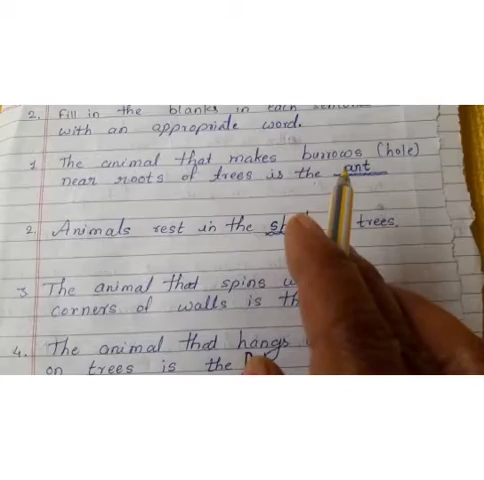 2. Fill in the blanks in each
with an appropriate word.
1. The animal that makes burrows (hole)
near roots of trees is the ant
2. Animals rest in the trees.
3. The animal that spins
corners of walls is
4. The animal that hangs
on trees is the